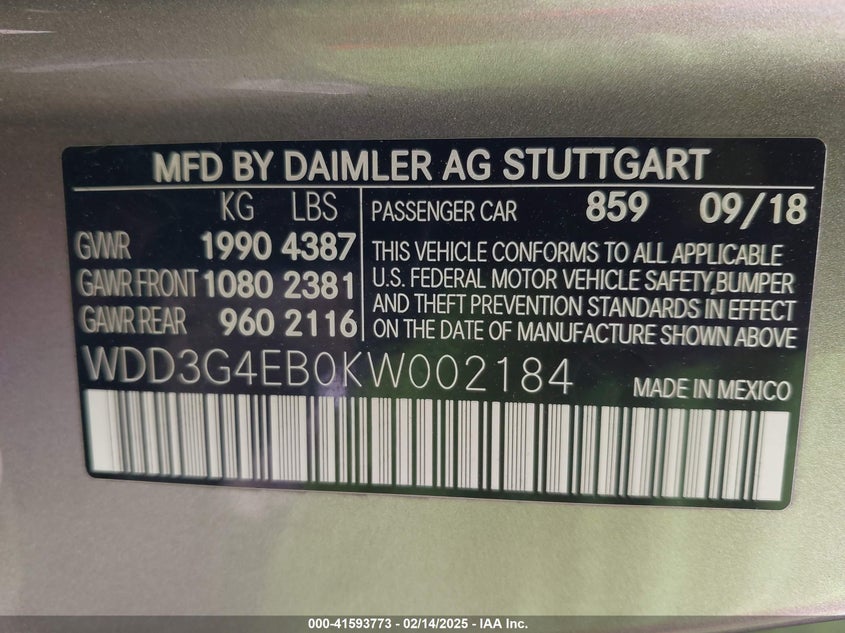 MFD BY DAIMLER AG STUTTGART
KG LBS
GVWR 1990 4387
GAWR FRONT 1080 2381
GAWR REAR 960 2116
PASSENGER CAR 859 09/18
THIS VEHICLE CONFORMS TO ALL APPLICABLE
U.S. FEDERAL MOTOR VEHICLE SAFETY,BUMPER
AND THEFT PREVENTION STANDARDS IN EFFECT
ON THE DATE OF MANUFACTURE SHOWN ABOVE
WDD3G4EB0KW002184
MADE IN MEXICO
000-41593773 - 02/14/2025 - IAA Inc.